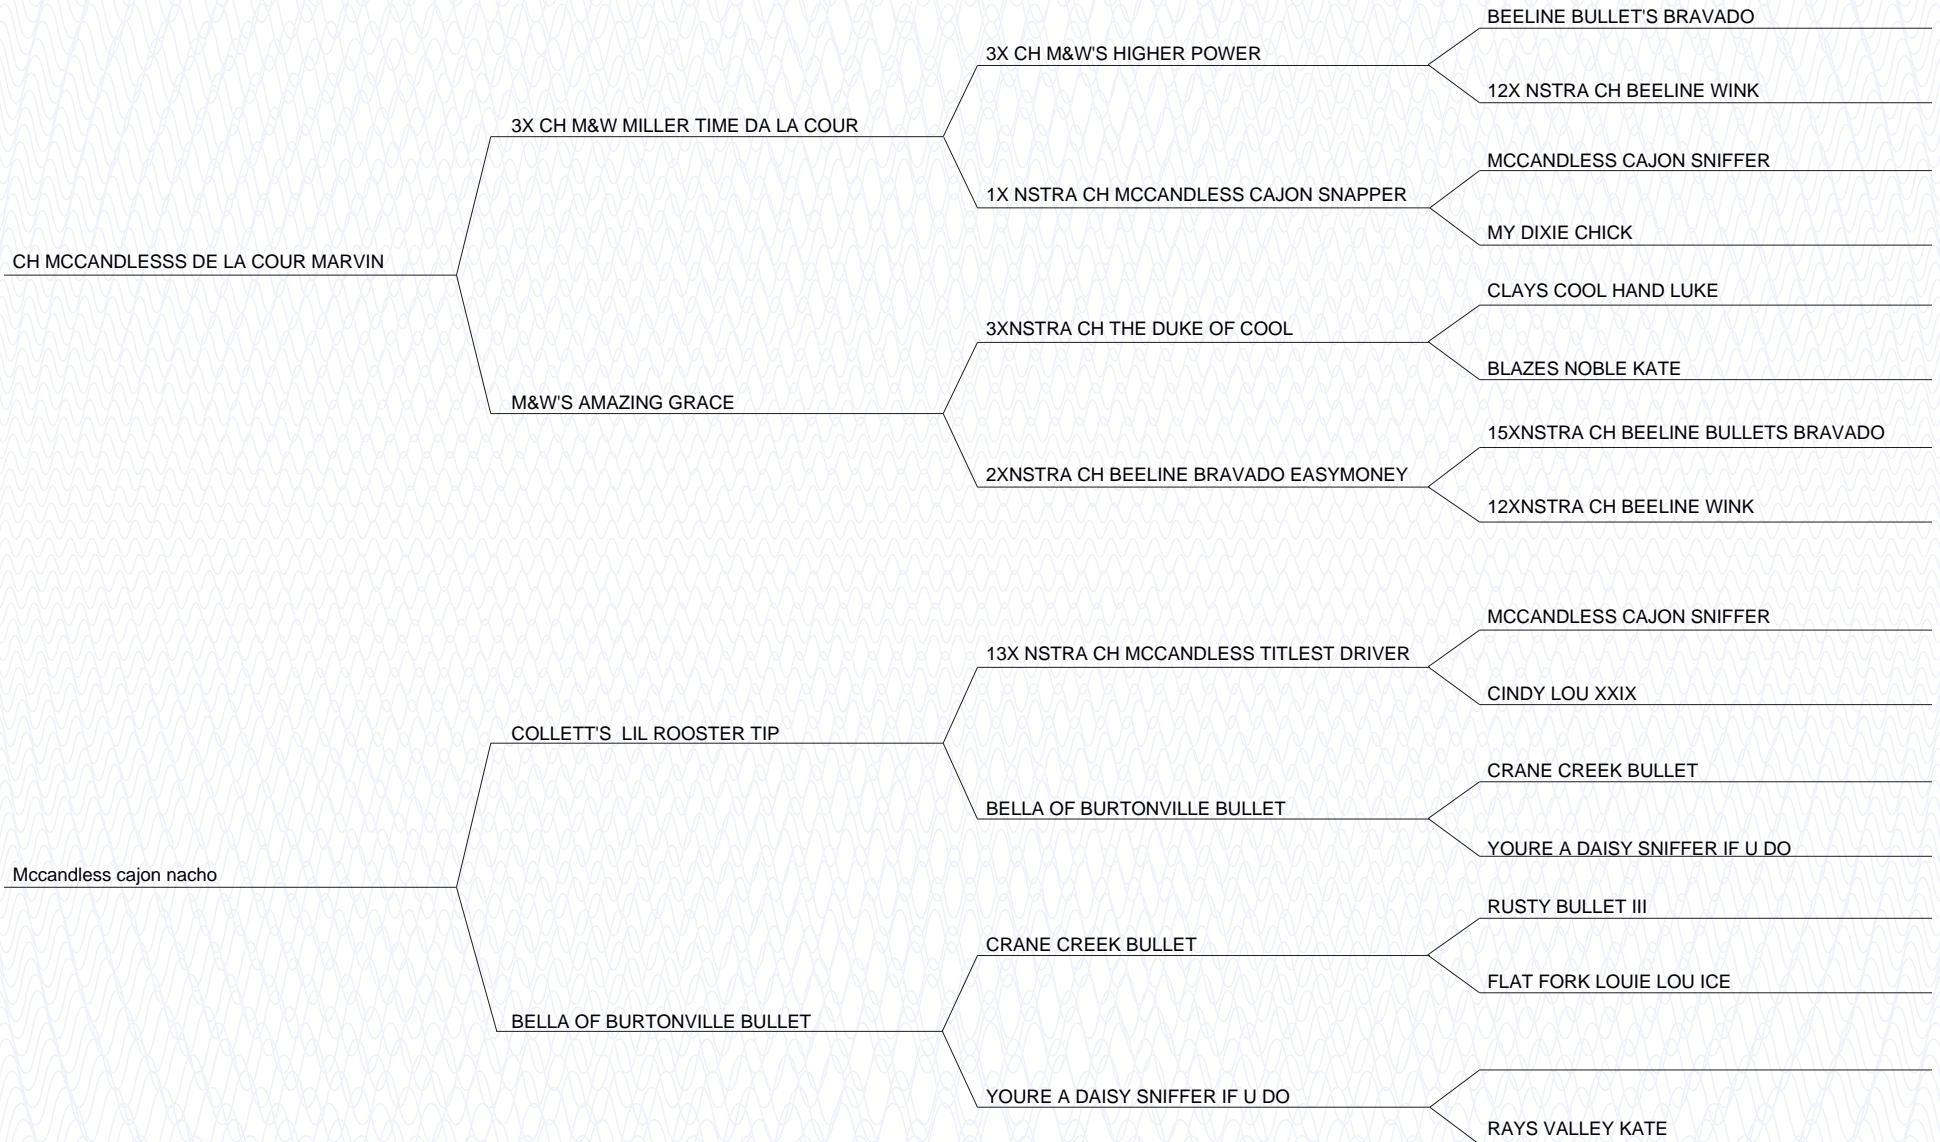 BEELINE BULLET'S BRAVADO
3X CH M&W'S HIGHER POWER
12X NSTRA CH BEELINE WINK
3X CH M&W MILLER TIME DA LA COUR
MCCANDLESS CAJON SNIFFER
1X NSTRA CH MCCANDLESS CAJON SNAPPER
MY DIXIE CHICK
CH MCCANDLESSS DE LA COUR MARVIN
CLAYS COOL HAND LUKE
3XNSTRA CH THE DUKE OF COOL
BLAZES NOBLE KATE
M&W'S AMAZING GRACE
15XNSTRA CH BEELINE BULLETS BRAVADO
2XNSTRA CH BEELINE BRAVADO EASYMONEY
12XNSTRA CH BEELINE WINK
MCCANDLESS CAJON SNIFFER
13X NSTRA CH MCCANDLESS TITLEST DRIVER
CINDY LOU XXIX
COLLETT'S  LIL ROOSTER TIP
CRANE CREEK BULLET
BELLA OF BURTONVILLE BULLET
YOURE A DAISY SNIFFER IF U DO
Mccandless cajon nacho
RUSTY BULLET III
CRANE CREEK BULLET
FLAT FORK LOUIE LOU ICE
BELLA OF BURTONVILLE BULLET
YOURE A DAISY SNIFFER IF U DO
RAYS VALLEY KATE